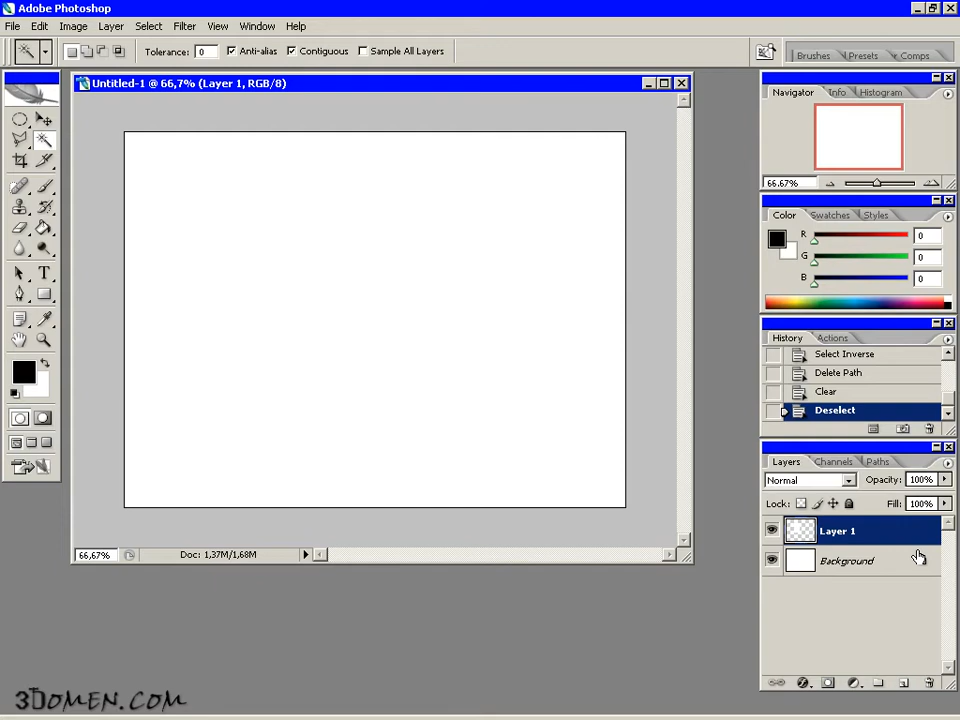 Adobe Photoshop
File Edit Image Layer Select Filter View Window Help
Tolerance: 0 Anti-alias Contiguous Sample All Layers Brushes Presets Comps
Untitled-1 @ 66,7% (Layer 1, RGB/8)
Navigator Info Histogram
66.67%
Color Swatches Styles
R 0
G 0
B 0
History Actions
Select Inverse
Delete Path
Clear
Deselect
Layers Channels Paths
Normal Opacity: 100%
Lock: Fill: 100%
Layer 1
Background
66,67% Doc: 1,37M/1,68M
3DOMEN.COM